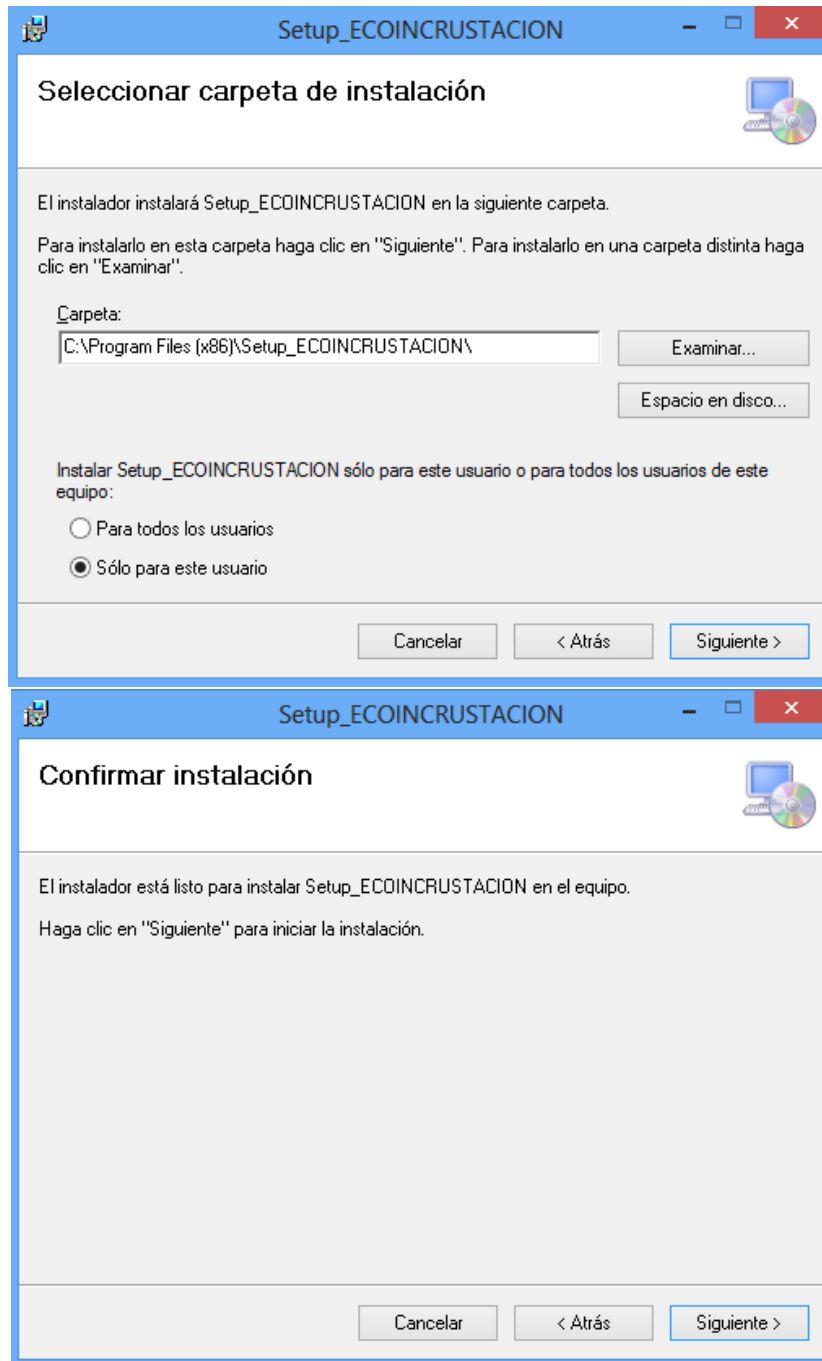 Setup_ECOINCRUSTACION
Seleccionar carpeta de instalación
El instalador instalará Setup_ECOINCRUSTACION en la siguiente carpeta.
Para instalarlo en esta carpeta haga clic en "Siguiente". Para instalarlo en una carpeta distinta haga
clic en "Examinar".
Carpeta:
C:\Program Files (x86)\Setup_ECOINCRUSTACION\
Examinar...
Espacio en disco...
Instalar Setup_ECOINCRUSTACION sólo para este usuario o para todos los usuarios de este
equipo:
Para todos los usuarios
Sólo para este usuario
Cancelar
< Atrás
Siguiente >
Setup_ECOINCRUSTACION
Confirmar instalación
El instalador está listo para instalar Setup_ECOINCRUSTACION en el equipo.
Haga clic en "Siguiente" para iniciar la instalación.
Cancelar
< Atrás
Siguiente >